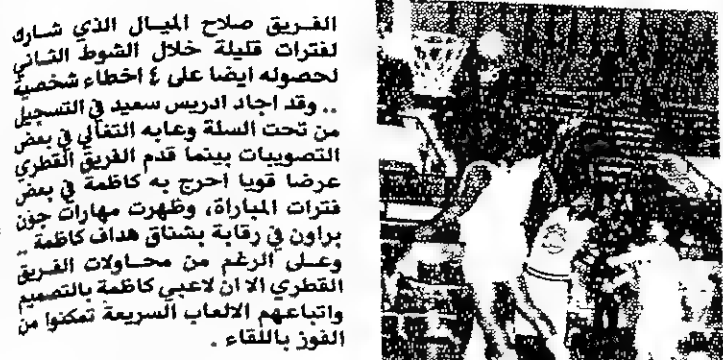 الفريق صلاح الميال الذي شارك
لفترات قليلة خلال الشوط الثاني
لحصوله ايضا على ٤ اخطاء شخصية
.. وقد اجاد ادريس سعيد في التسجيل
من تحت السلة وعابه التغالي في بعض
التصويبات بينما قدم الفريق القطري
عرضا قويا احرج به كاظمة في بعض
فترات المباراة، وظهرت مهارات جون
براون في رقابة بشناق هداف كاظمة ..
وعلى الرغم من محاولات الفريق
القطري الا ان لاعبي كاظمة بالتصميم
واتباعهم الالعاب السريعة تمكنوا من
الفوز باللقاء .